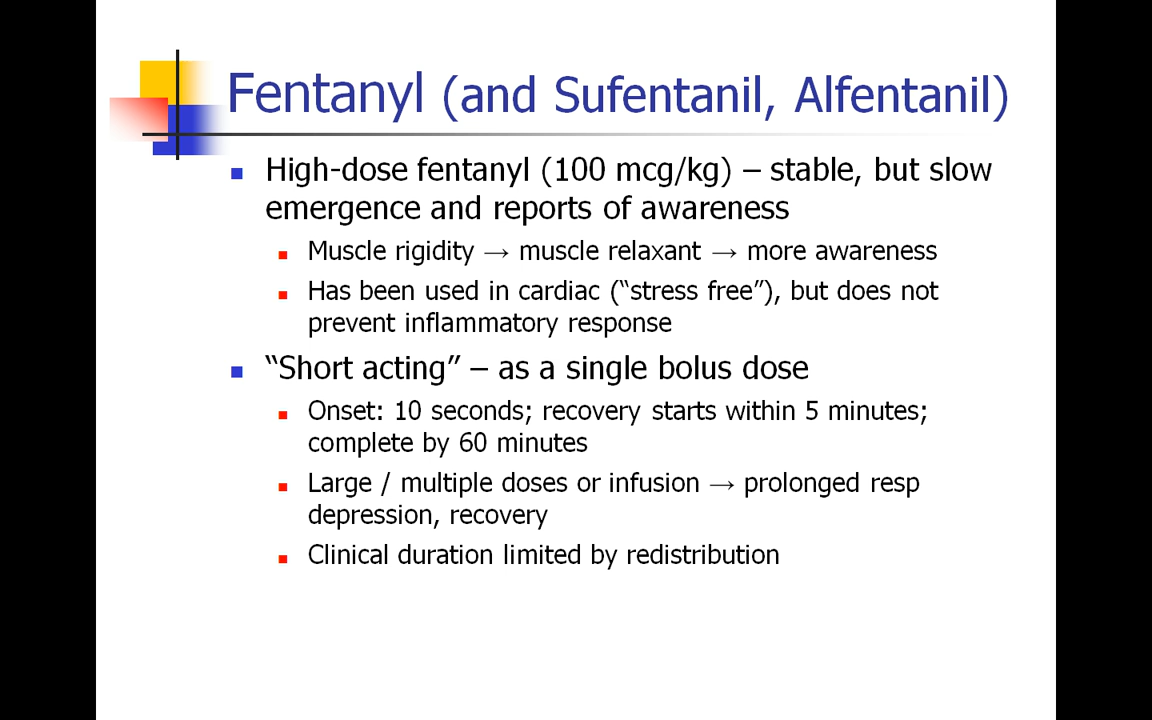 Fentanyl (and Sufentanil, Alfentanil)
High-dose fentanyl (100 mcg/kg) – stable, but slow
emergence and reports of awareness
Muscle rigidity → muscle relaxant → more awareness
Has been used in cardiac (“stress free”), but does not
prevent inflammatory response
“Short acting” – as a single bolus dose
Onset: 10 seconds; recovery starts within 5 minutes;
complete by 60 minutes
Large / multiple doses or infusion → prolonged resp
depression, recovery
Clinical duration limited by redistribution